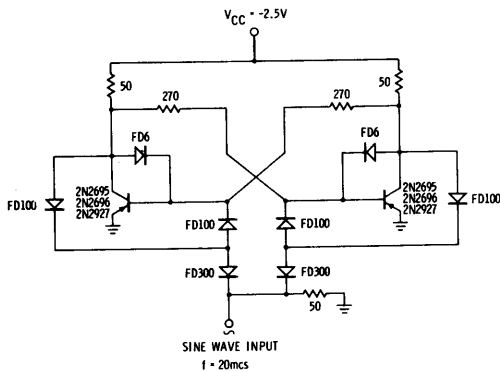 V_CC = -2.5V
50
50
270
270
FD6
FD6
FD100
2N2695
2N2696
2N2927
2N2695
2N2696
2N2927
FD100
FD100
FD100
FD300
FD300
50
SINE WAVE INPUT
f = 20mcs